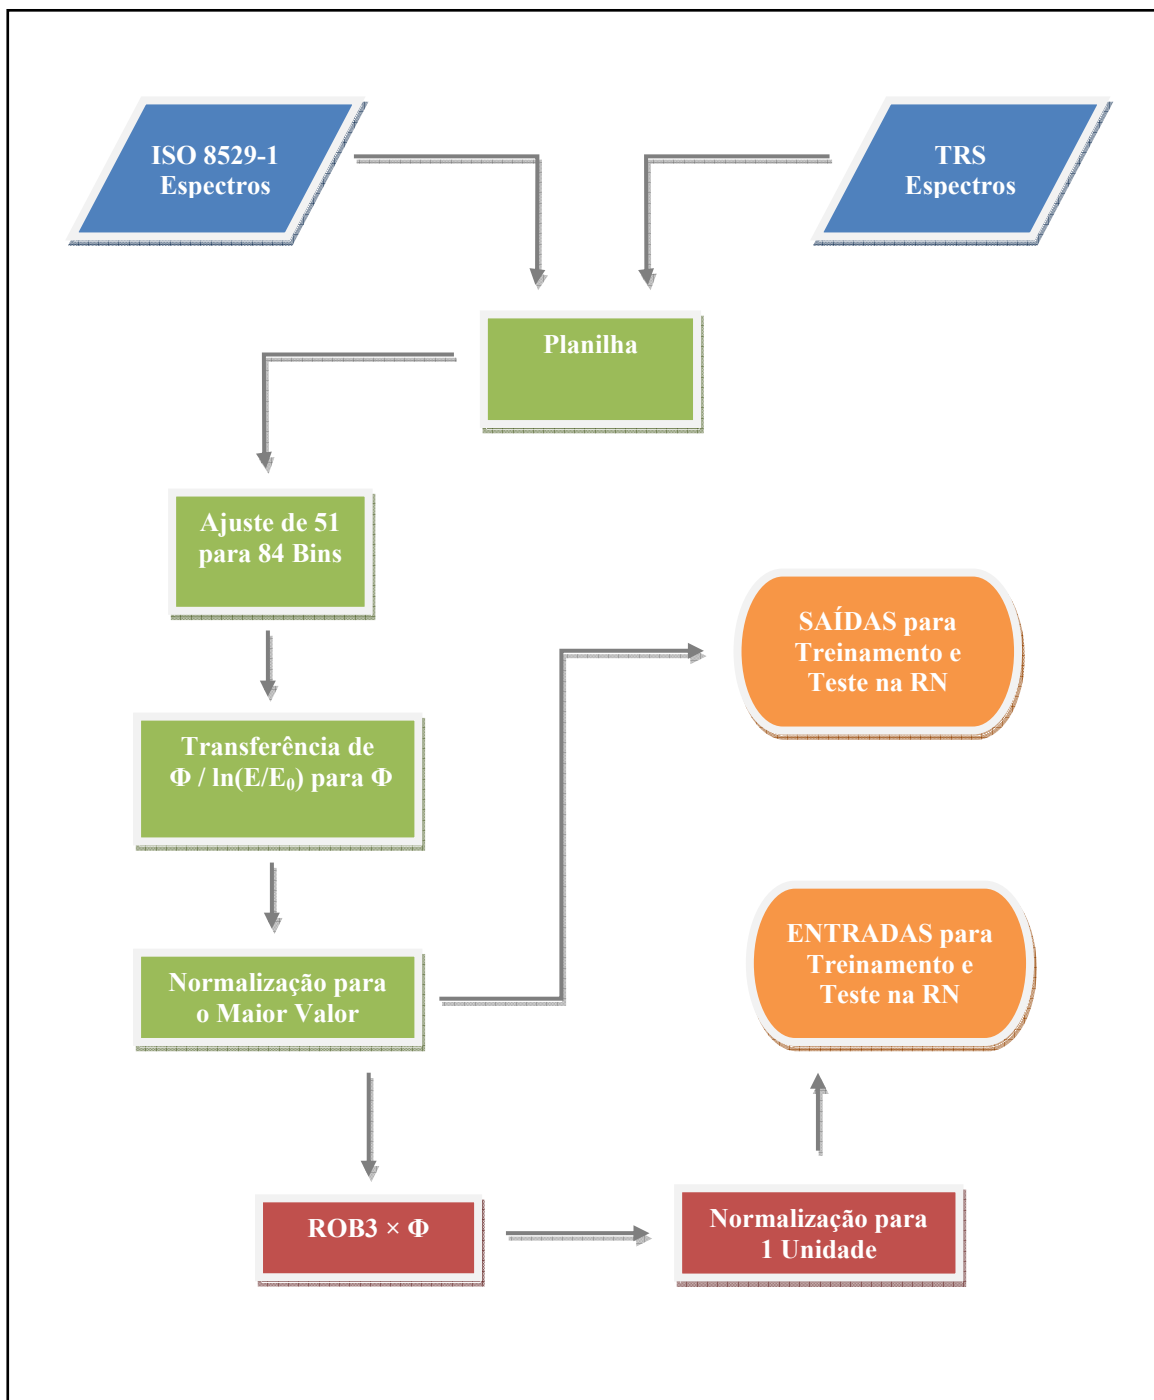 ISO 8529-1
Espectros
TRS
Espectros
Planilha
Ajuste de 51
para 84 Bins
SAÍDAS para
Treinamento e
Teste na RN
Transferência de
Φ / ln(E/E₀) para Φ
ENTRADAS para
Treinamento e
Teste na RN
Normalização para
o Maior Valor
ROB3 × Φ
Normalização para
1 Unidade